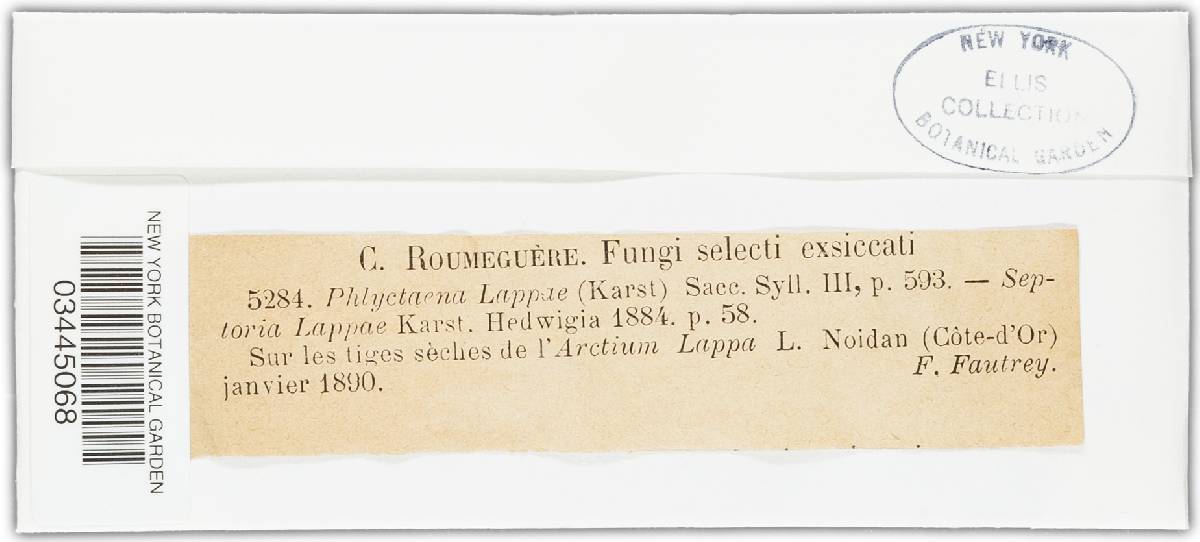 NEW YORK
ELLIS
COLLECTION
BOTANICAL GARDEN
NEW YORK BOTANICAL GARDEN
03445068
C. ROUMEGUÈRE. Fungi selecti exsiccati
5284. Phlyctaena Lappae (Karst) Sacc. Syll. III, p. 593. — Sep-
toria Lappae Karst. Hedwigia 1884. p. 58.
Sur les tiges sèches de l'Arctium Lappa L. Noidan (Côte-d'Or)
janvier 1890. F. Fautrey.